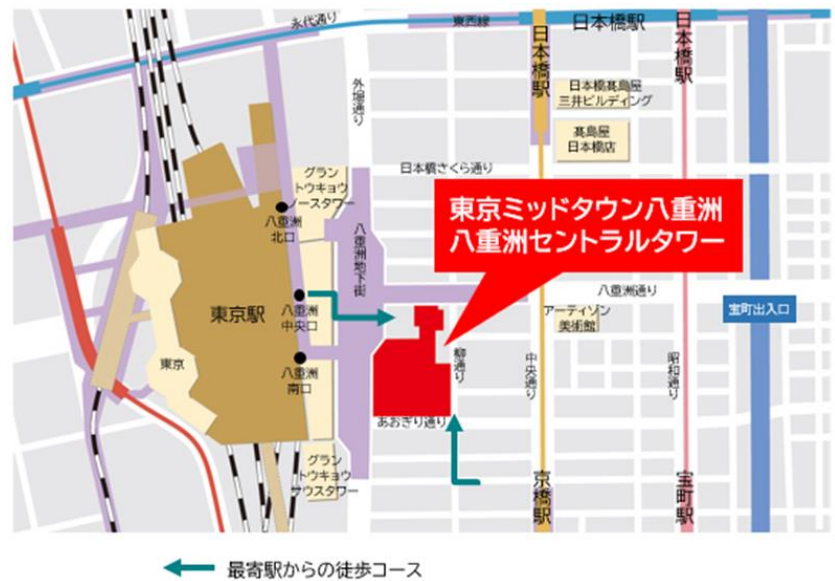 永代通り
東西線
日本橋駅
日本橋駅
日本橋駅
外堀通り
日本橋髙島屋
三井ビルディング
髙島屋
日本橋店
日本橋さくら通り
グラン
トウキョウ
ノースタワー
八重洲
北口
八重洲地下街
東京ミッドタウン八重洲
八重洲セントラルタワー
八重洲通り
東京駅
八重洲
中央口
アーティゾン
美術館
宝町出入口
東京
八重洲
南口
柳通り
中央通り
昭和通り
あおぎり通り
グラン
トウキョウ
サウスタワー
京橋駅
宝町駅
最寄駅からの徒歩コース